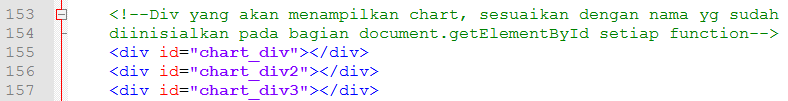 153 <!--Div yang akan menampilkan chart, sesuaikan dengan nama yg sudah
154 diinisialkan pada bagian document.getElementById setiap function-->
155 <div id="chart_div"></div>
156 <div id="chart_div2"></div>
157 <div id="chart_div3"></div>